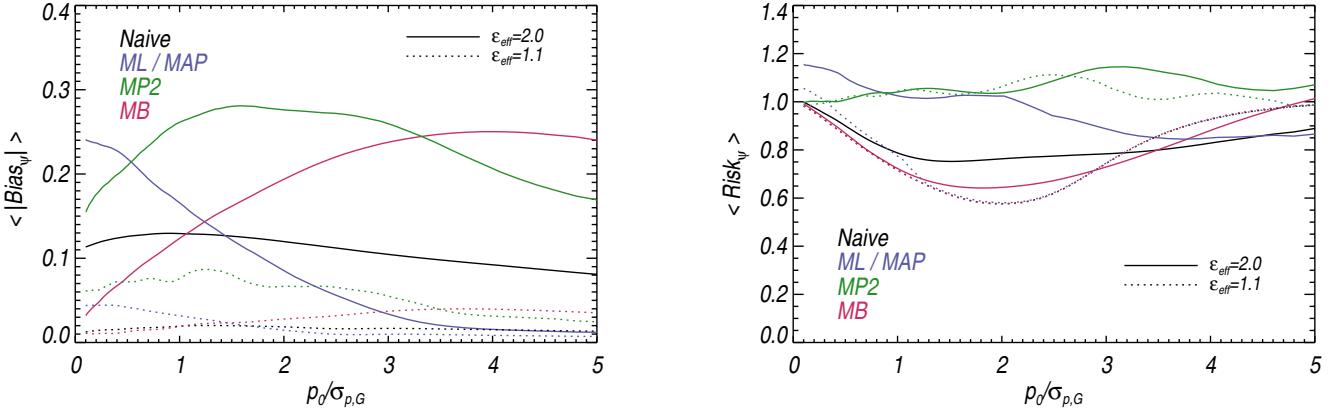 0.4
0.3
0.2
0.1
0.0
< |Bias_ψ| >
Naive
ML / MAP
MP2
MB
ε_eff=2.0
ε_eff=1.1
0 1 2 3 4 5
p_0/σ_p,G
1.4
1.2
1.0
0.8
0.6
0.4
0.2
0.0
< Risk_ψ >
Naive
ML / MAP
MP2
MB
ε_eff=2.0
ε_eff=1.1
0 1 2 3 4 5
p_0/σ_p,G